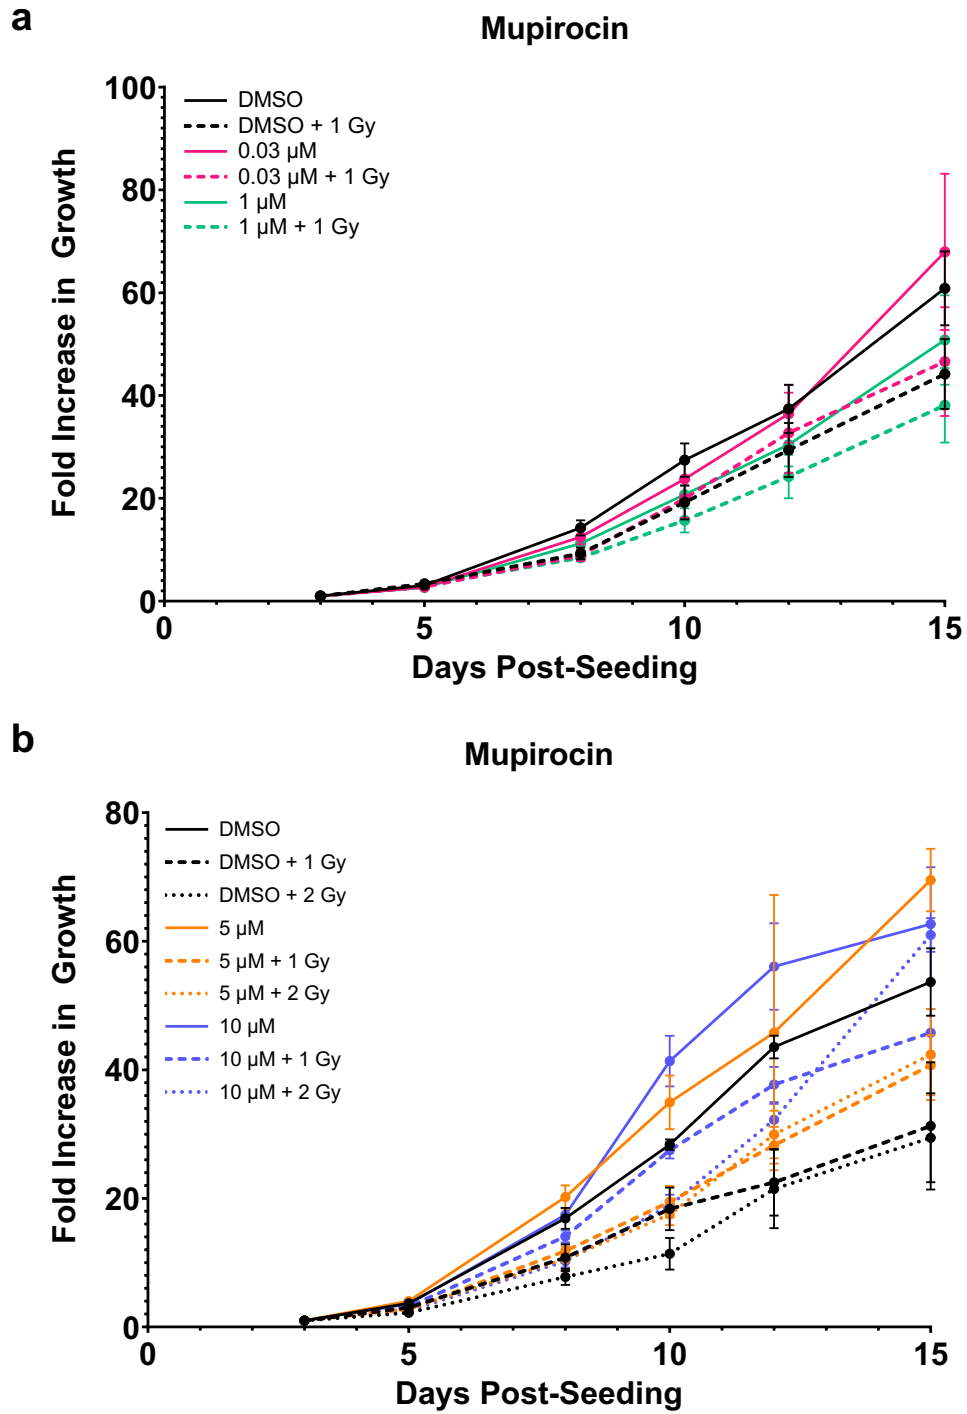 a
Mupirocin
100
80
60
40
20
0
Fold Increase in Growth
DMSO
DMSO + 1 Gy
0.03 µM
0.03 µM + 1 Gy
1 µM
1 µM + 1 Gy
0 5 10 15
Days Post-Seeding
b
Mupirocin
80
60
40
20
0
Fold Increase in Growth
DMSO
DMSO + 1 Gy
DMSO + 2 Gy
5 µM
5 µM + 1 Gy
5 µM + 2 Gy
10 µM
10 µM + 1 Gy
10 µM + 2 Gy
0 5 10 15
Days Post-Seeding